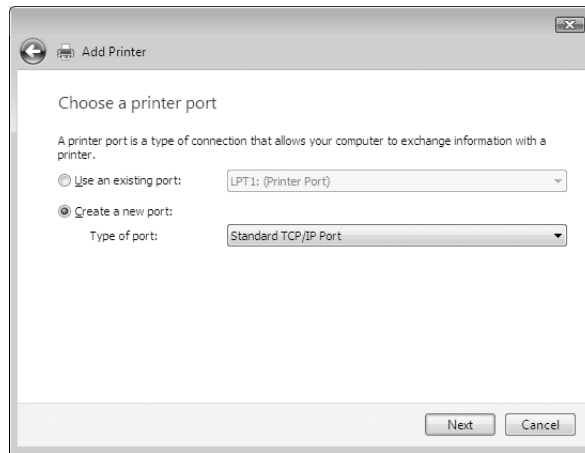 Add Printer
Choose a printer port
A printer port is a type of connection that allows your computer to exchange information with a
printer.
Use an existing port: LPT1: (Printer Port)
Create a new port:
Type of port: Standard TCP/IP Port
Next Cancel